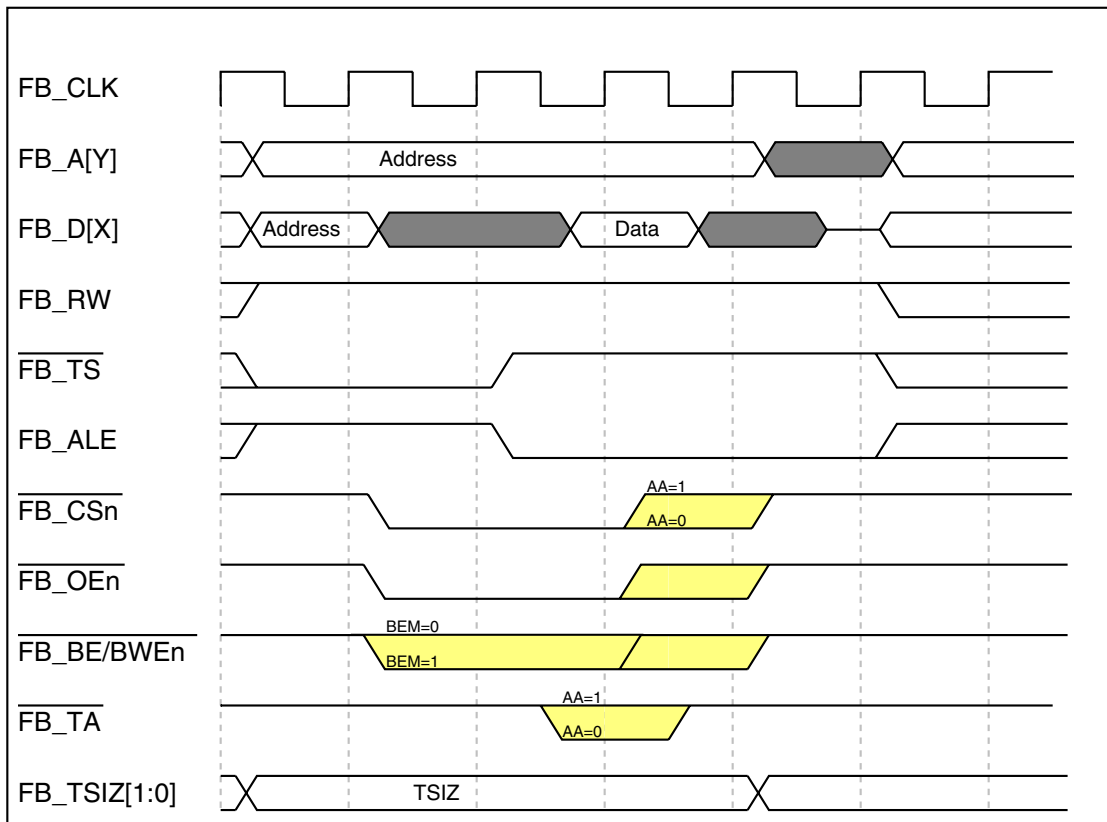 FB_CLK
FB_A[Y]
Address
FB_D[X]
Address
Data
FB_RW
FB_TS
FB_ALE
FB_CSn
AA=1
AA=0
FB_OEn
FB_BE/BWEn
BEM=0
BEM=1
FB_TA
AA=1
AA=0
FB_TSIZ[1:0]
TSIZ